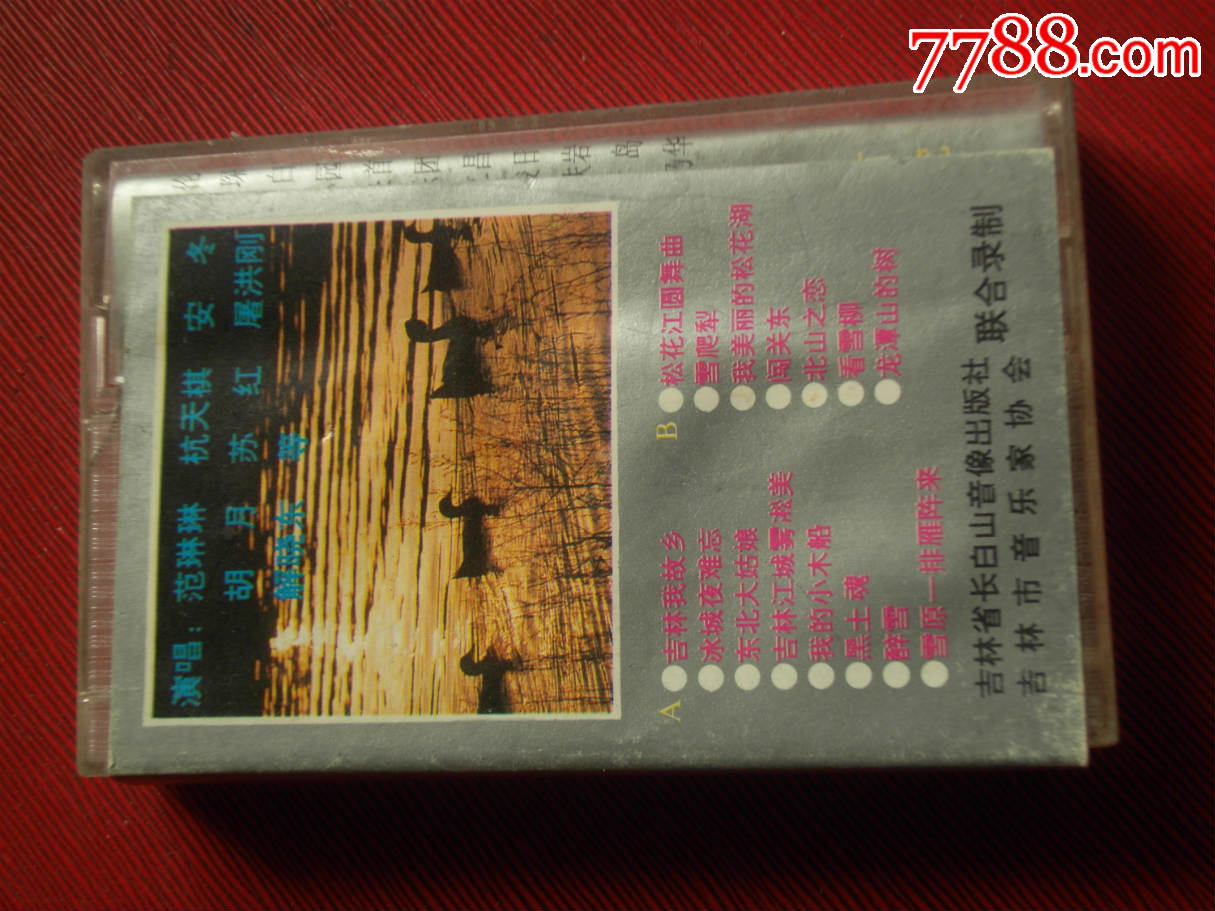 7788.com
演唱：范琳琳 杭天棋 安冬
胡月 苏红 屠洪刚
解晓东 等
A
吉林我故乡
冰城夜难忘
东北大姑娘
吉林江城雾凇美
我的小木船
黑土魂
醉雪
雪原一排雁阵来
B
松花江圆舞曲
雪爬犁
我美丽的松花湖
闯关东
北山之恋
看雪柳
龙潭山的树
吉林省长白山音像出版社
吉林市音乐家协会
联合录制